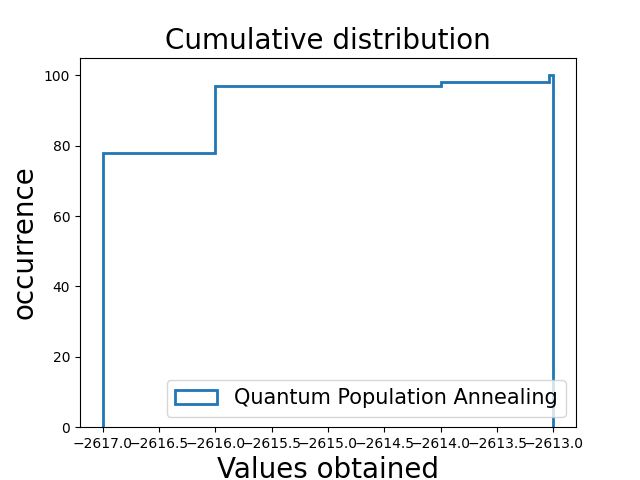 Cumulative distribution
100
80
60
40
20
0
occurrence
Quantum Population Annealing
−2617.0 −2616.5 −2616.0 −2615.5 −2615.0 −2614.5 −2614.0 −2613.5 −2613.0
Values obtained